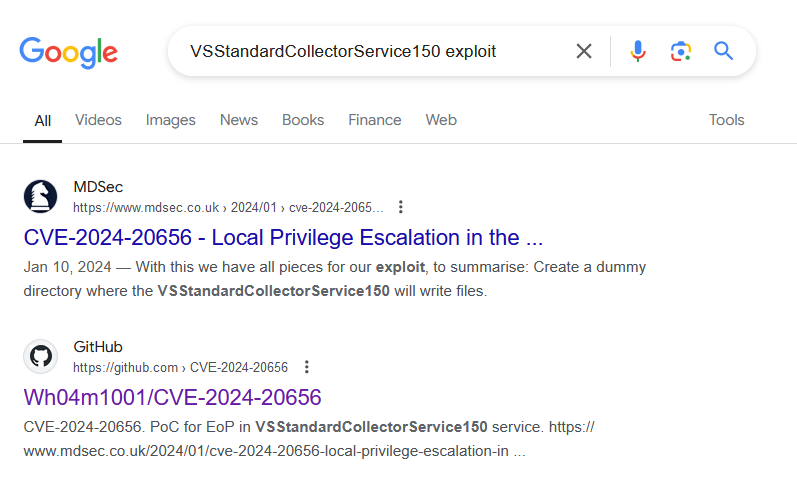 Google
VSStandardCollectorService150 exploit
All Videos Images News Books Finance Web Tools
MDSec
https://www.mdsec.co.uk › 2024/01 › cve-2024-2065...
CVE-2024-20656 - Local Privilege Escalation in the ...
Jan 10, 2024 — With this we have all pieces for our exploit, to summarise: Create a dummy
directory where the VSStandardCollectorService150 will write files.
GitHub
https://github.com › CVE-2024-20656
Wh04m1001/CVE-2024-20656
CVE-2024-20656. PoC for EoP in VSStandardCollectorService150 service. https://
www.mdsec.co.uk/2024/01/cve-2024-20656-local-privilege-escalation-in ...